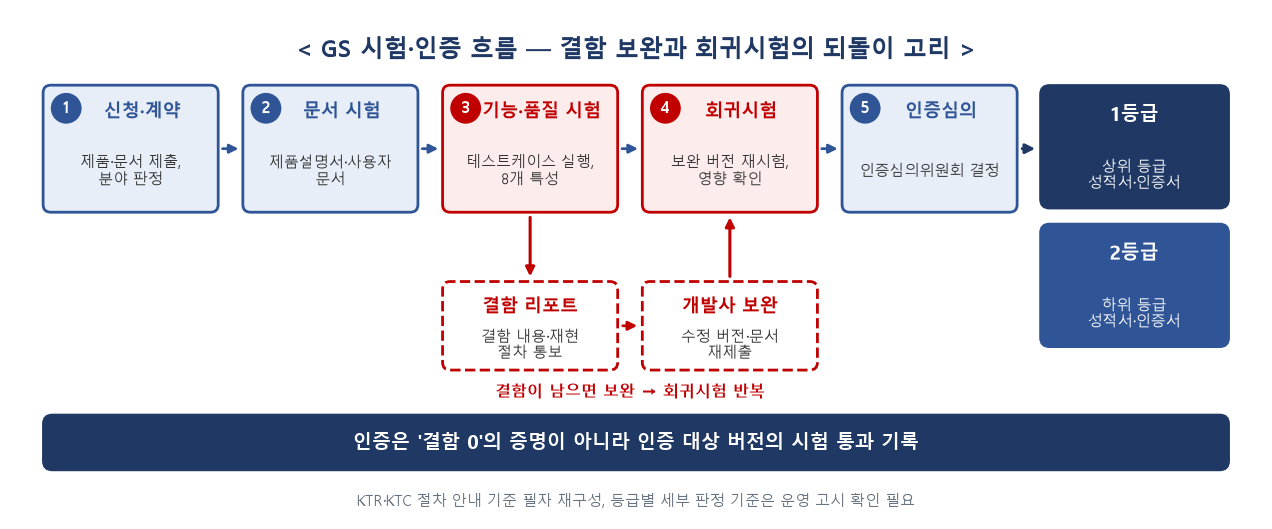 < GS 시험·인증 흐름 — 결함 보완과 회귀시험의 되돌이 고리 >
1
신청·계약
제품·문서 제출,
분야 판정
2
문서 시험
제품설명서·사용자
문서
3
기능·품질 시험
테스트케이스 실행,
8개 특성
4
회귀시험
보완 버전 재시험,
영향 확인
5
인증심의
인증심의위원회 결정
1등급
상위 등급
성적서·인증서
2등급
하위 등급
성적서·인증서
결함 리포트
결함 내용·재현
절차 통보
개발사 보완
수정 버전·문서
재제출
결함이 남으면 보완 → 회귀시험 반복
인증은 '결함 0'의 증명이 아니라 인증 대상 버전의 시험 통과 기록
KTR·KTC 절차 안내 기준 필자 재구성, 등급별 세부 판정 기준은 운영 고시 확인 필요